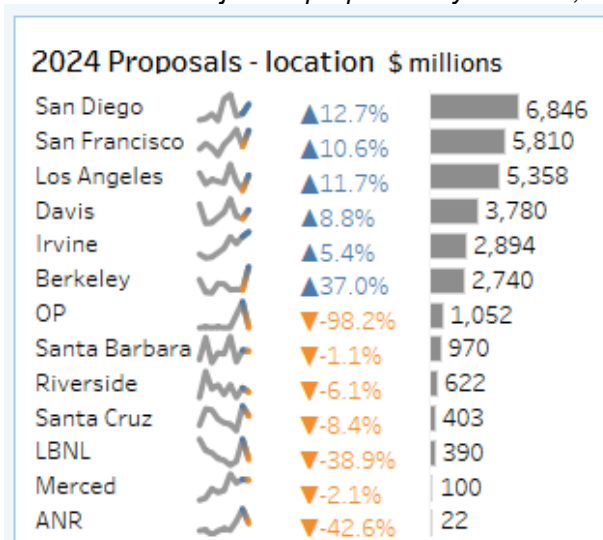 2024 Proposals - location $ millions
San Diego ▲12.7% 6,846
San Francisco ▲10.6% 5,810
Los Angeles ▲11.7% 5,358
Davis ▲8.8% 3,780
Irvine ▲5.4% 2,894
Berkeley ▲37.0% 2,740
OP ▼-98.2% 1,052
Santa Barbara ▼-1.1% 970
Riverside ▼-6.1% 622
Santa Cruz ▼-8.4% 403
LBNL ▼-38.9% 390
Merced ▼-2.1% 100
ANR ▼-42.6% 22